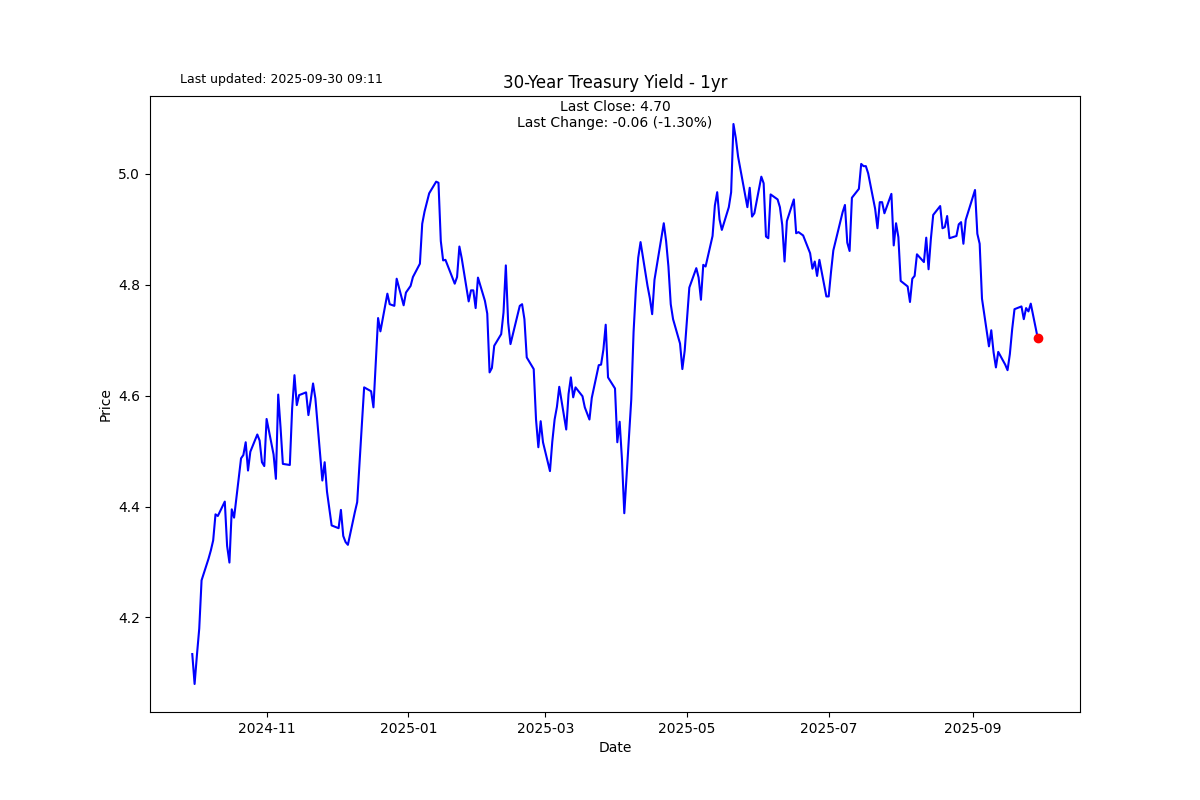 Last updated: 2025-09-30 09:11
30-Year Treasury Yield - 1yr
Last Close: 4.70
Last Change: -0.06 (-1.30%)
5.0
4.8
4.6
4.4
4.2
Price
2024-11
2025-01
2025-03
2025-05
2025-07
2025-09
Date